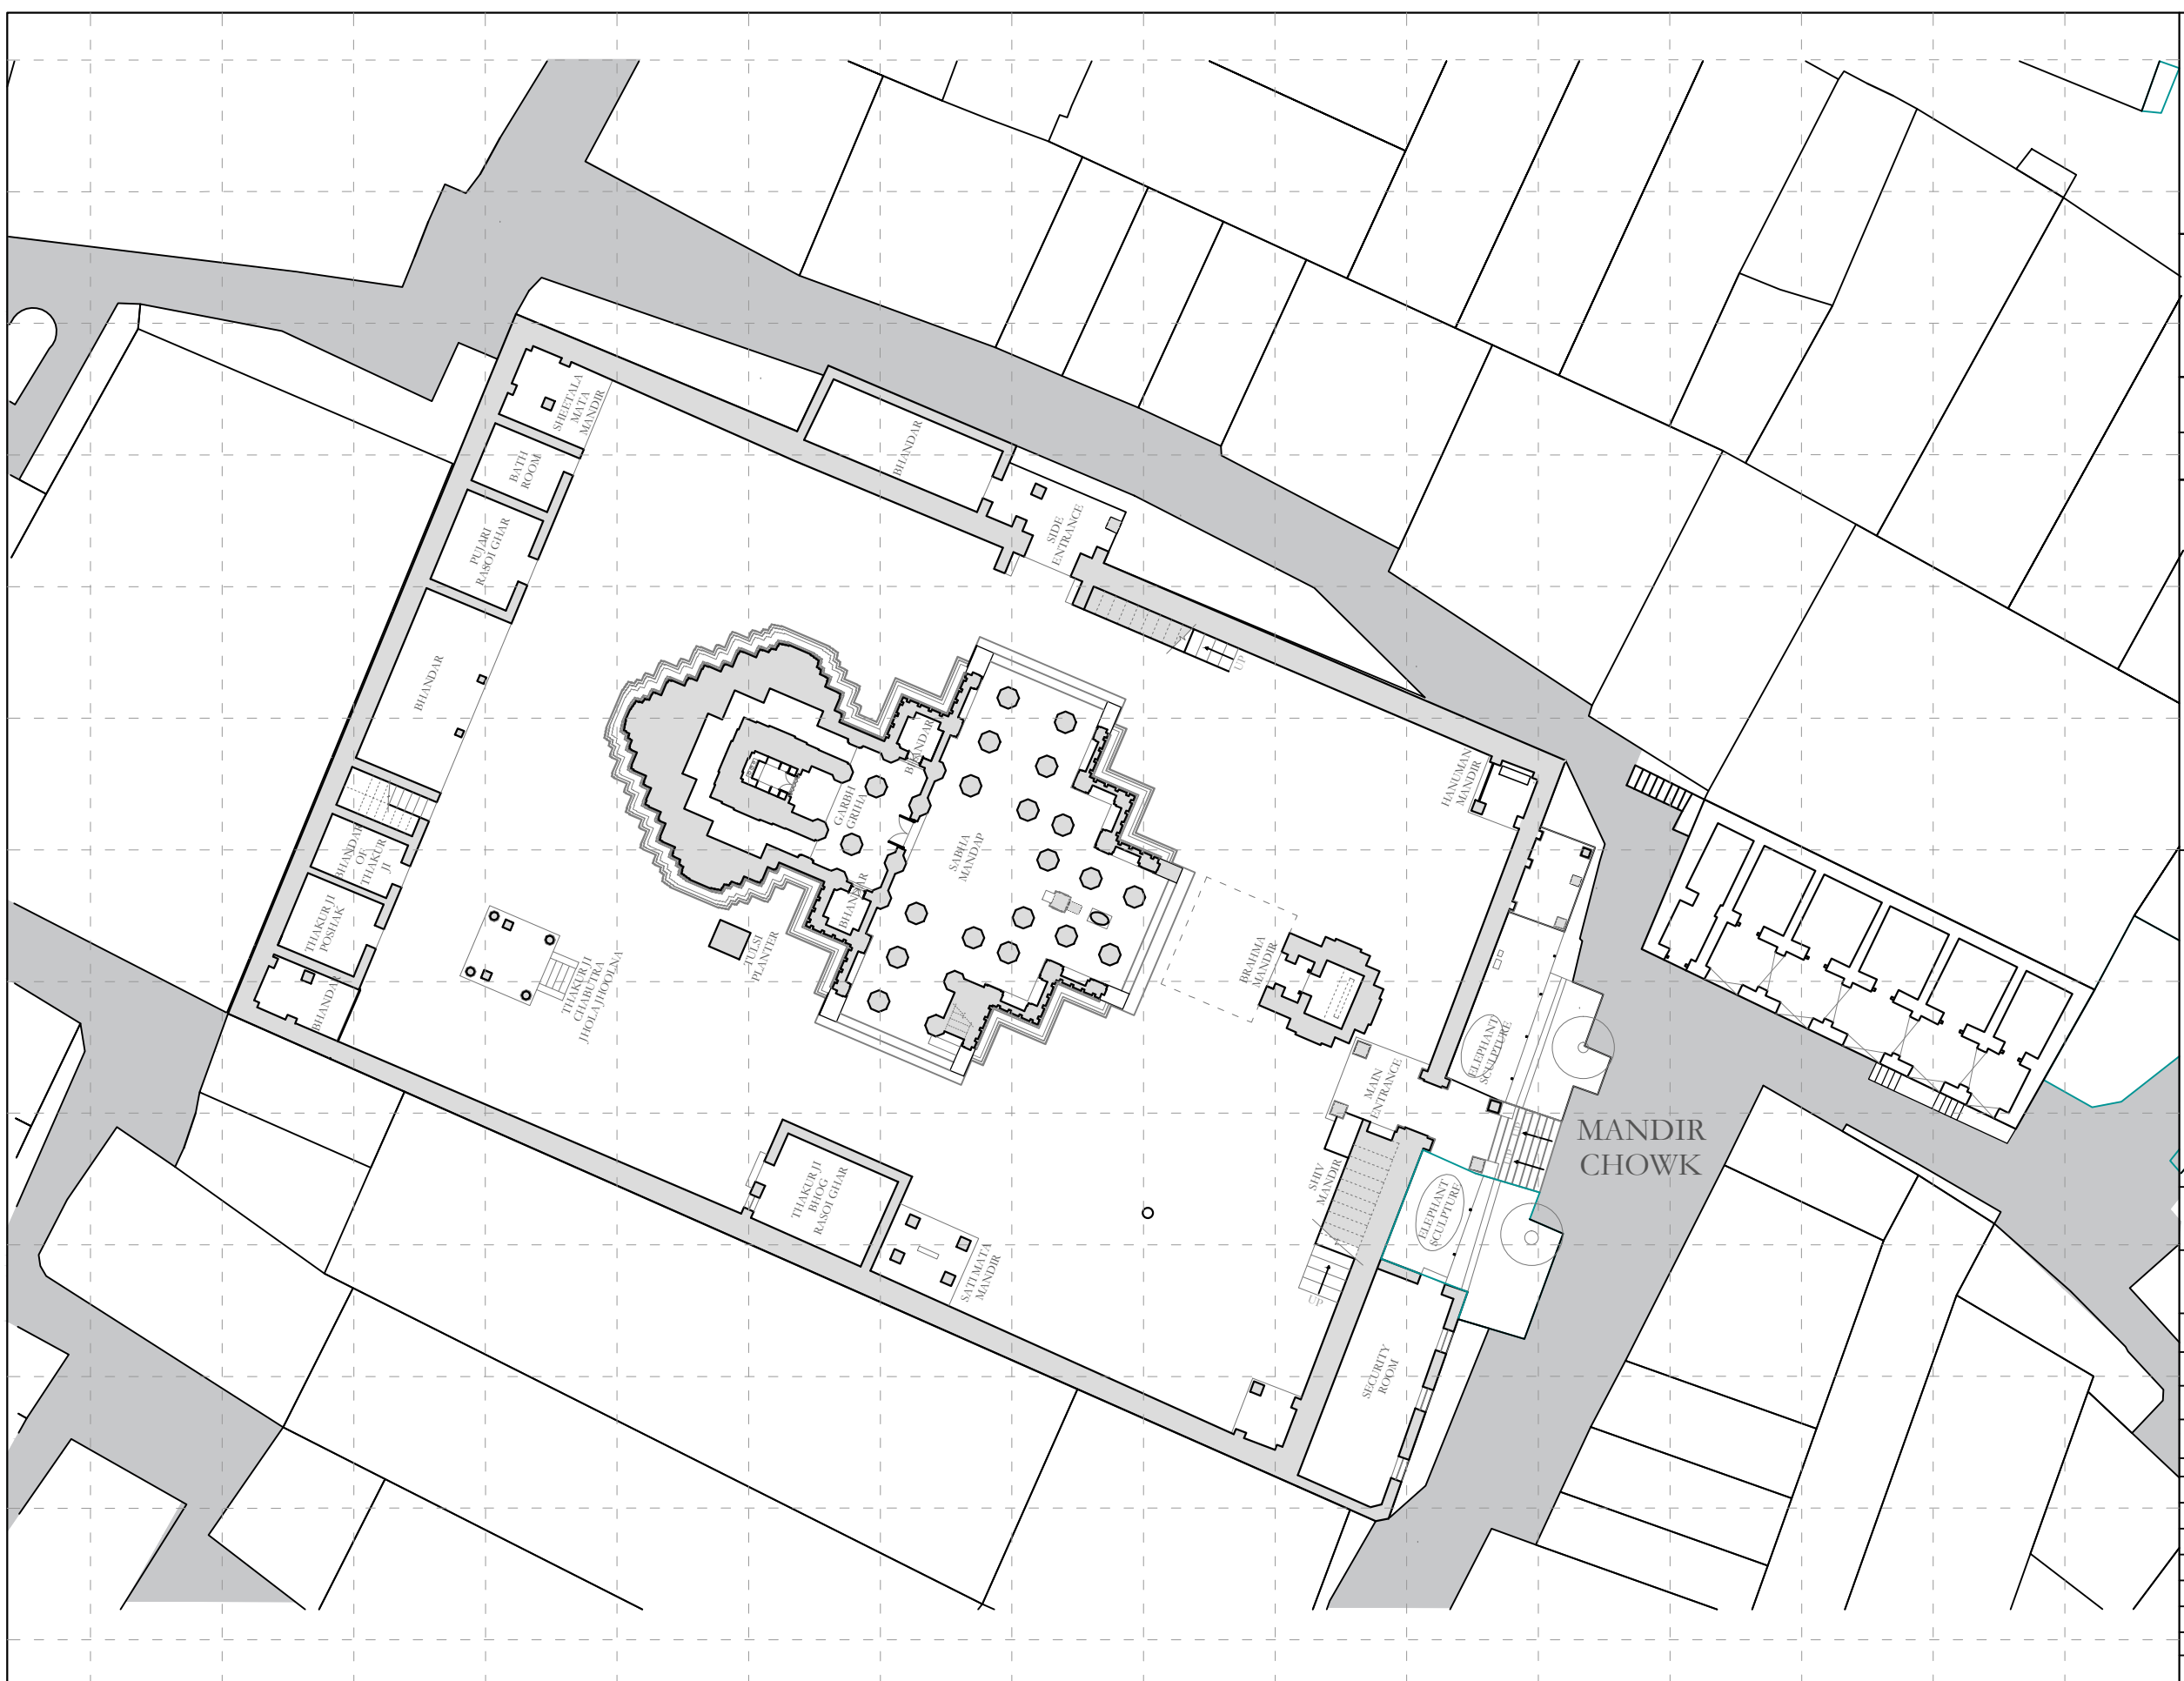 SHEETALA
MATA
MANDIR
BATH
ROOM
PUJARI
RASOI GHAR
BHANDAR
BHANDAR
SIDE
ENTRANCE
UP
BHANDAR
GARBH
GRIHA
BHANDAR
SABHA
MANDAP
HANUMAN
MANDIR
BHANDAR
OF
THAKUR
JI
THAKUR JI
POSHAK
BHANDAR
THAKUR JI
CHABUTRA
JHOLA JHOOLNA
TULSI
PLANTER
BRAHMA
MANDIR
ELEPHANT
SCULPTURE
MAIN
ENTRANCE
UP
MANDIR
CHOWK
SHIV
MANDIR
ELEPHANT
SCULPTURE
UP
THAKUR JI
BHOG
RASOI GHAR
SATI MATA
MANDIR
SECURITY
ROOM